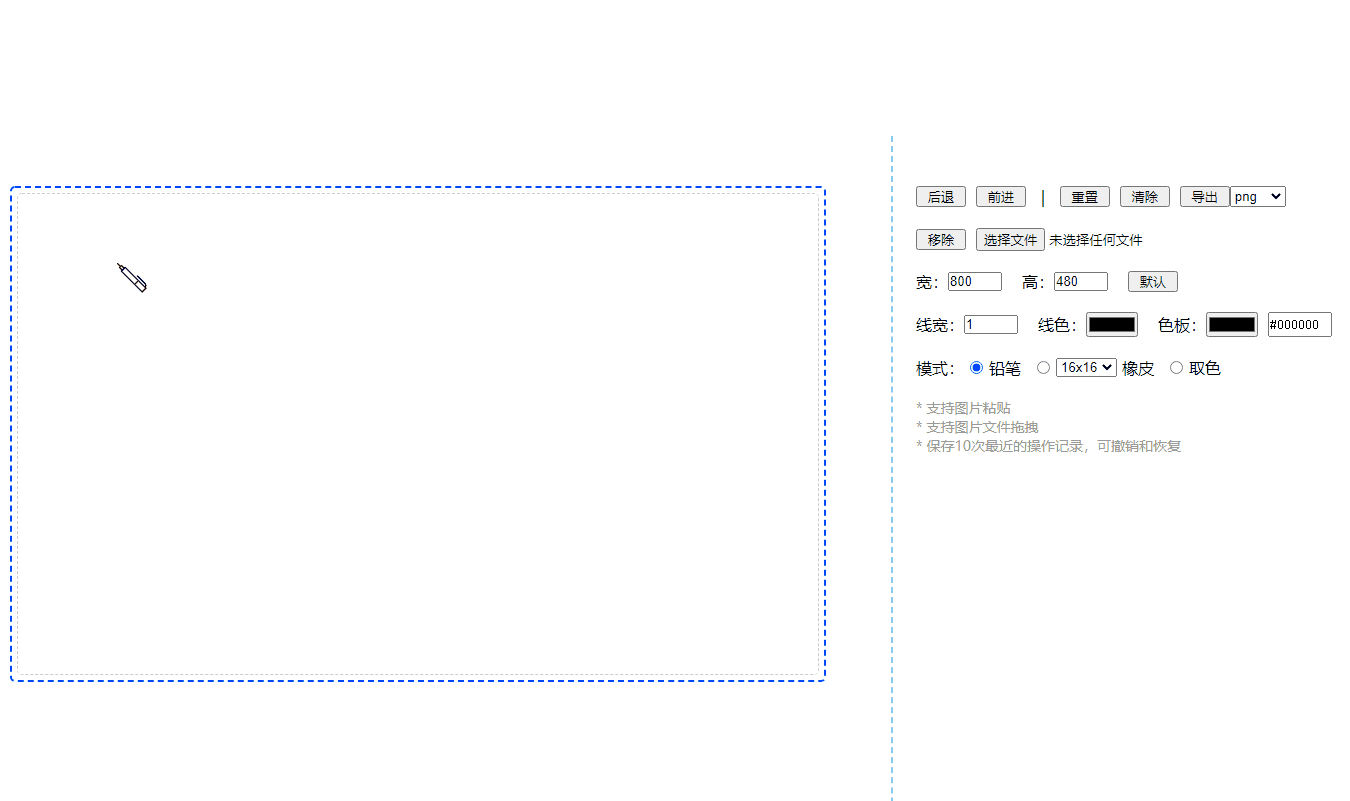 后退 前进 | 重置 清除 导出 png
移除 选择文件 未选择任何文件
宽：800 高：480 默认
线宽：1 线色： 色板： #000000
模式： 铅笔 16x16 橡皮 取色
* 支持图片粘贴
* 支持图片文件拖拽
* 保存10次最近的操作记录，可撤销和恢复